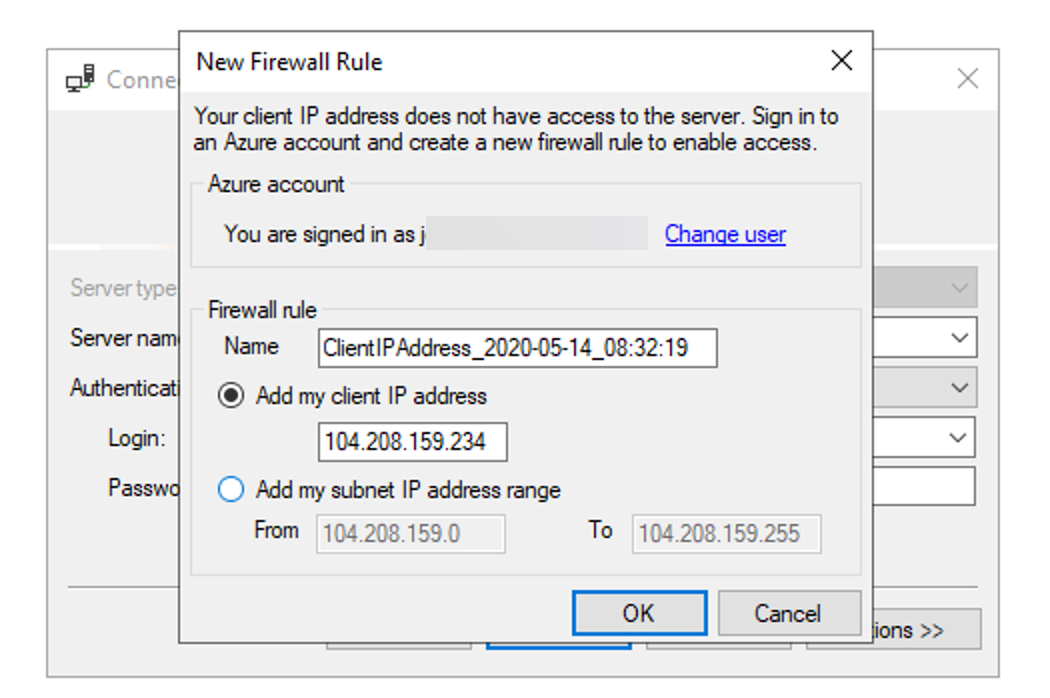 New Firewall Rule
Your client IP address does not have access to the server. Sign in to
an Azure account and create a new firewall rule to enable access.
Azure account
You are signed in as j
Change user
Firewall rule
Name ClientIPAddress_2020-05-14_08:32:19
Add my client IP address
104.208.159.234
Add my subnet IP address range
From 104.208.159.0 To 104.208.159.255
OK Cancel
Conne
Server type
Server nam
Authenticati
Login:
Passwo
ions >>